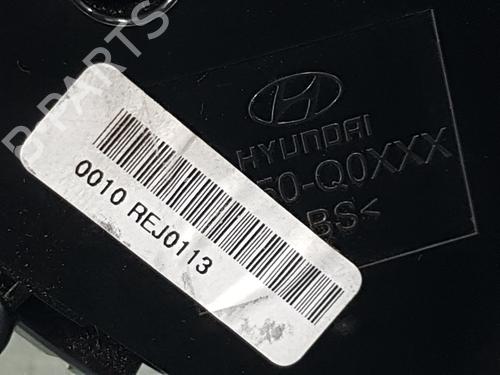 B-PARTS
HYUNDAI
50-Q0XXX
BS<
0010 REJ0113